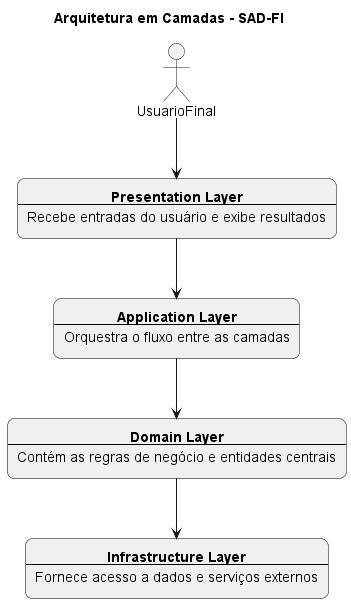 Arquitetura em Camadas - SAD-FI
UsuarioFinal
Presentation Layer
Recebe entradas do usuário e exibe resultados
Application Layer
Orquestra o fluxo entre as camadas
Domain Layer
Contém as regras de negócio e entidades centrais
Infrastructure Layer
Fornece acesso a dados e serviços externos